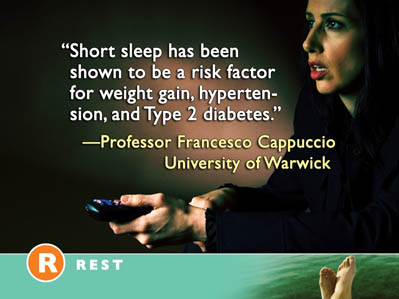 “Short sleep has been
shown to be a risk factor
for weight gain, hyperten-
sion, and Type 2 diabetes.”
—Professor Francesco Cappuccio
University of Warwick
R REST